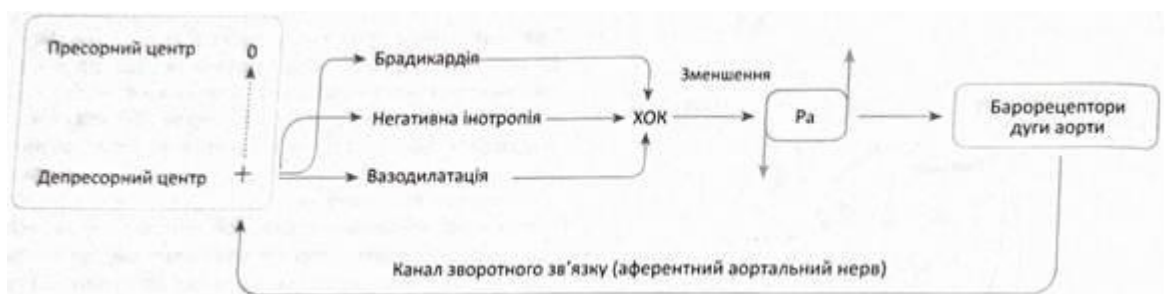 Пресорний центр 0
Брадикардія
Зменшення
Негативна інотропія
ХОК
Ра
Барорецептори
дуги аорти
Депресорний центр +
Вазодилатація
Канал зворотного зв’язку (аферентний аортальний нерв)